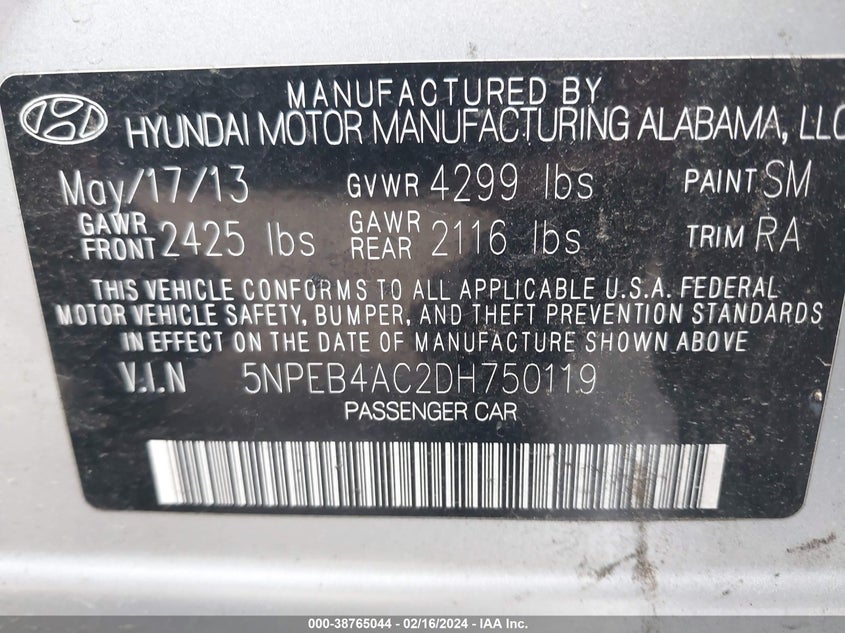 MANUFACTURED BY
HYUNDAI MOTOR MANUFACTURING ALABAMA, LLC
May/17/13 GVWR 4299 lbs PAINT SM
GAWR FRONT 2425 lbs GAWR REAR 2116 lbs TRIM RA
THIS VEHICLE CONFORMS TO ALL APPLICABLE U.S.A. FEDERAL
MOTOR VEHICLE SAFETY, BUMPER, AND THEFT PREVENTION STANDARDS
IN EFFECT ON THE DATE OF MANUFACTURE SHOWN ABOVE
V.I.N 5NPEB4AC2DH750119
PASSENGER CAR
000-38765044 - 02/16/2024 - IAA Inc.